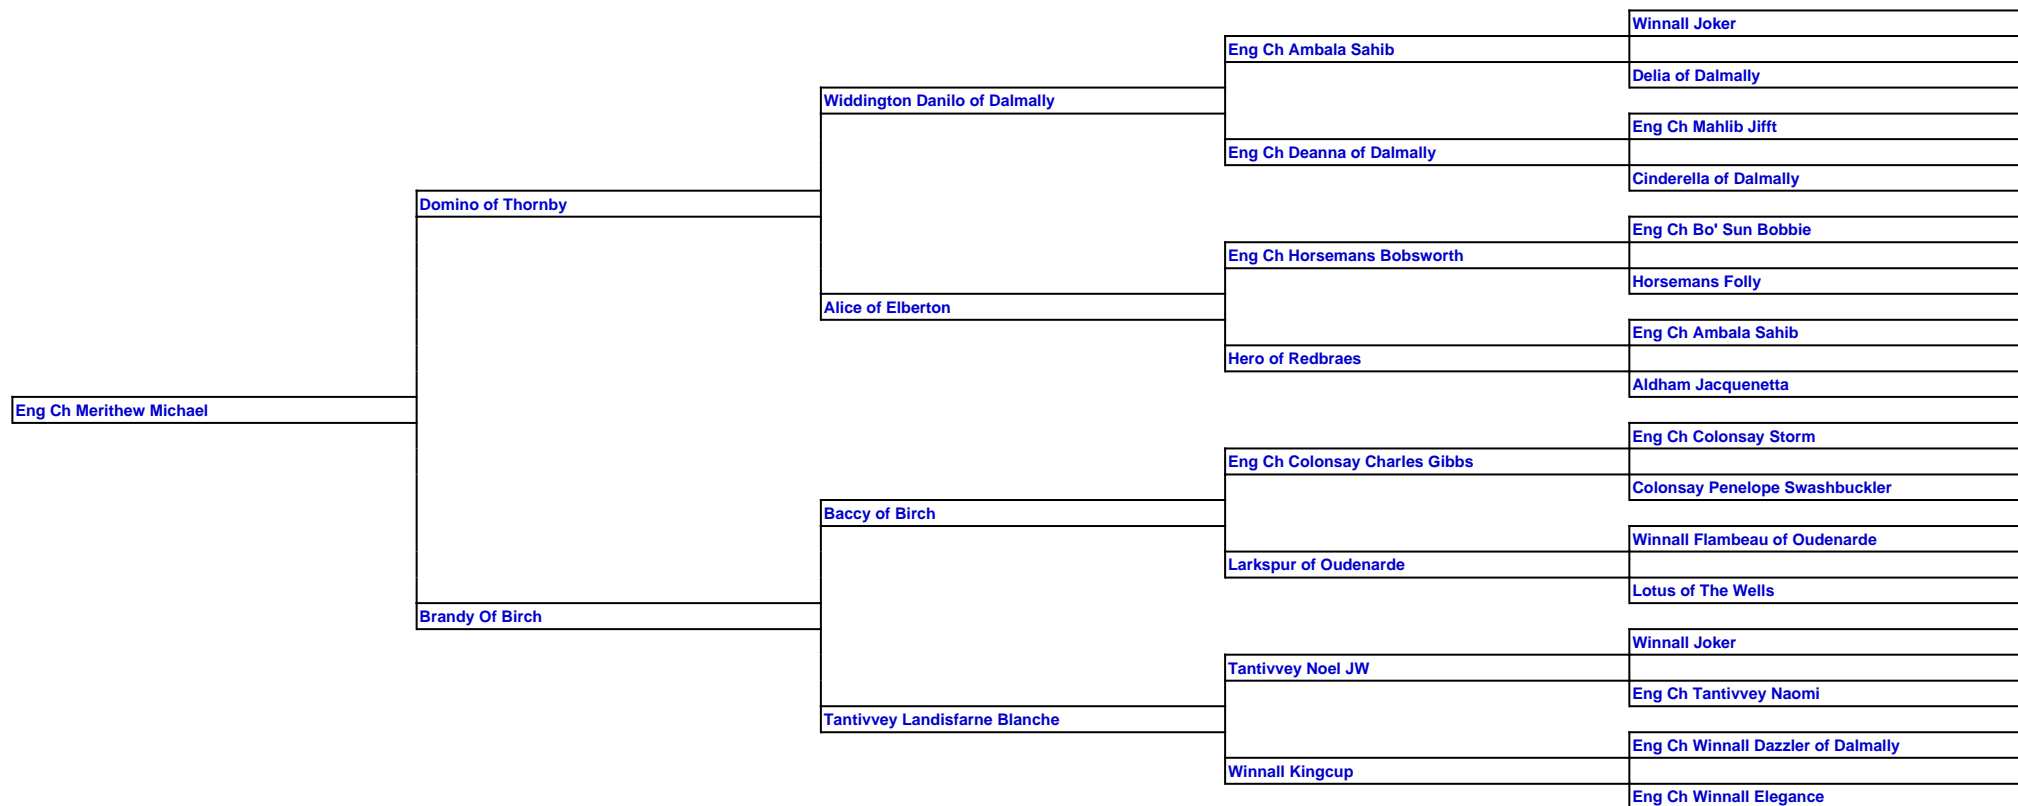 Winnall Joker
Eng Ch Ambala Sahib
Delia of Dalmally
Widdington Danilo of Dalmally
Eng Ch Mahlib Jifft
Eng Ch Deanna of Dalmally
Cinderella of Dalmally
Domino of Thornby
Eng Ch Bo' Sun Bobbie
Eng Ch Horsemans Bobsworth
Horsemans Folly
Alice of Elberton
Eng Ch Ambala Sahib
Hero of Redbraes
Aldham Jacquenetta
Eng Ch Merithew Michael
Eng Ch Colonsay Storm
Eng Ch Colonsay Charles Gibbs
Colonsay Penelope Swashbuckler
Baccy of Birch
Winnall Flambeau of Oudenarde
Larkspur of Oudenarde
Lotus of The Wells
Brandy Of Birch
Winnall Joker
Tantivvey Noel JW
Eng Ch Tantivvey Naomi
Tantivvey Landisfarne Blanche
Eng Ch Winnall Dazzler of Dalmally
Winnall Kingcup
Eng Ch Winnall Elegance